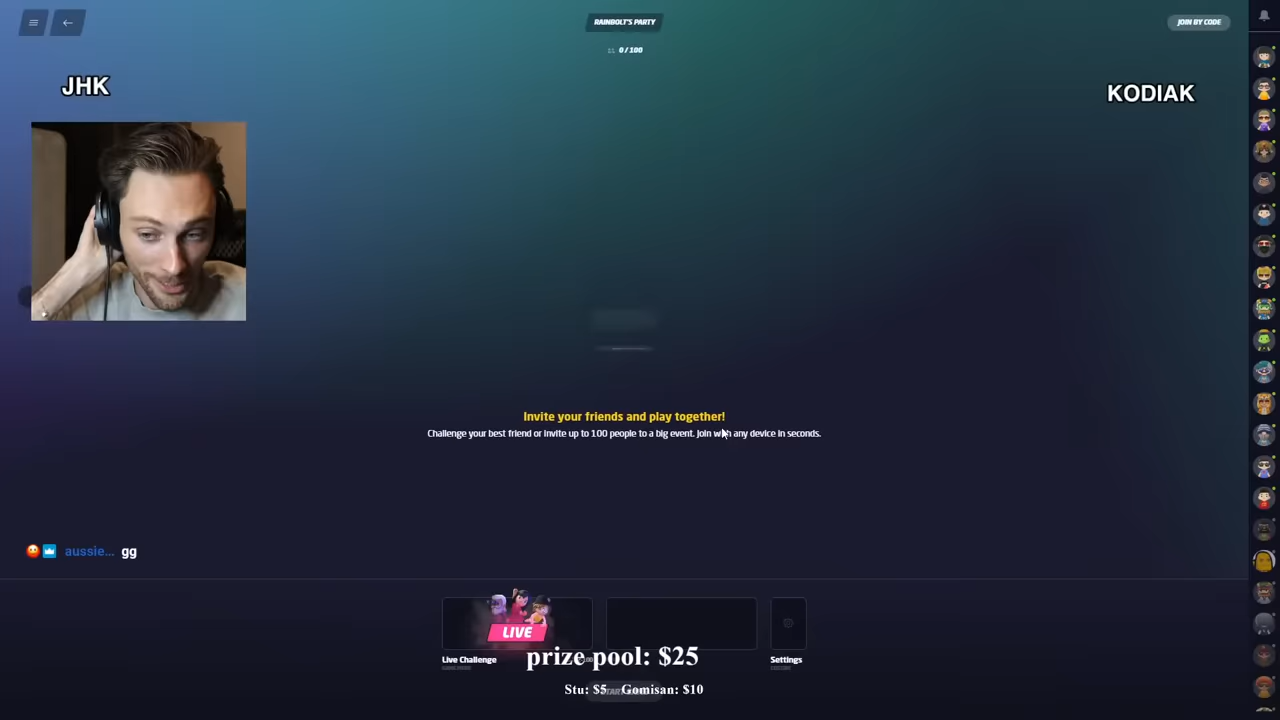 RAINBOLT'S PARTY
JOIN BY CODE
0 / 100
JHK
KODIAK
Invite your friends and play together!
Challenge your best friend or invite up to 100 people to a big event. Join with any device in seconds.
aussie... gg
LIVE
Live Challenge
Settings
prize pool: $25
Stu: $5 Gomisan: $10